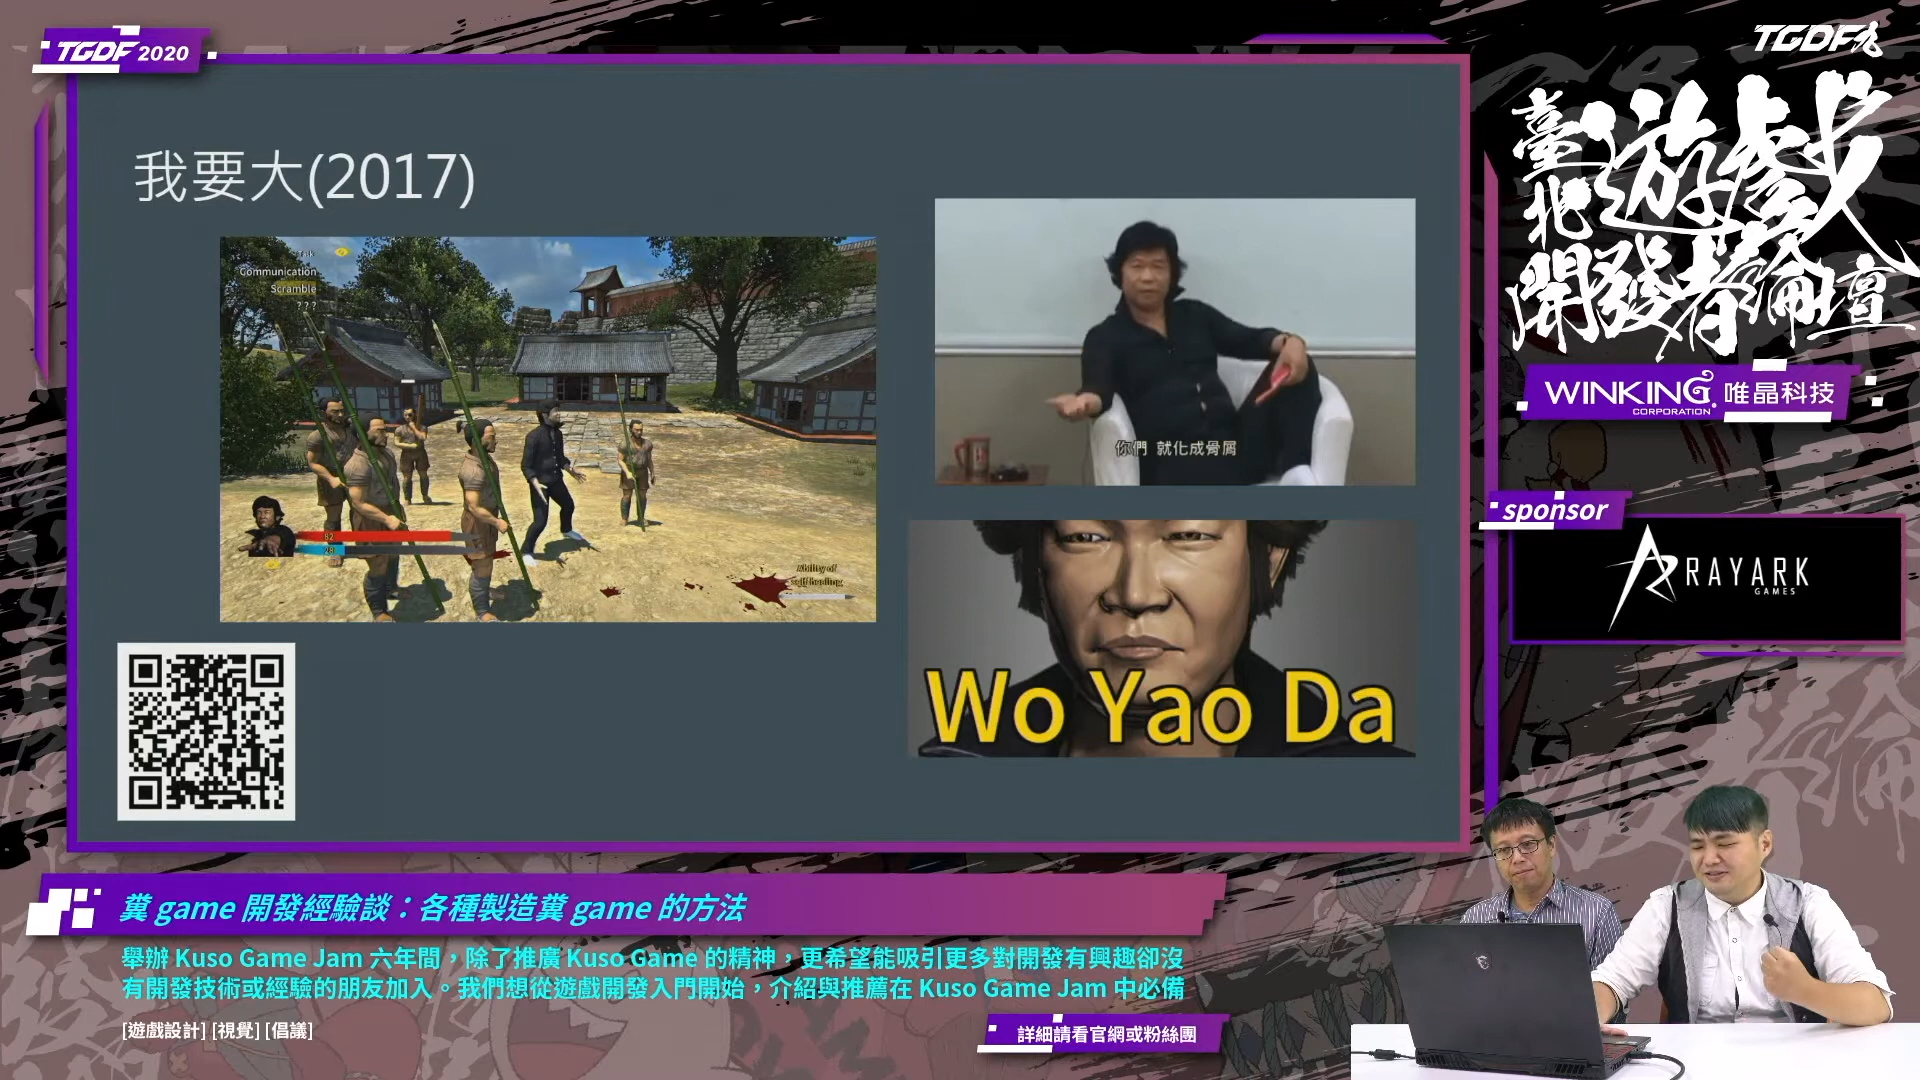 TGDF 2020
TGDF
臺北遊戲開發者論壇
WINKING CORPORATION 唯晶科技
sponsor
RAYARK GAMES
我要大(2017)
Communication
Scramble
???
82
28
Ability of
self healing
你們 就化成骨屑
Wo Yao Da
糞 game 開發經驗談：各種製造糞 game 的方法
舉辦 Kuso Game Jam 六年間，除了推廣 Kuso Game 的精神，更希望能吸引更多對開發有興趣卻沒
有開發技術或經驗的朋友加入。我們想從遊戲開發入門開始，介紹與推薦在 Kuso Game Jam 中必備
[遊戲設計] [視覺] [倡議]
詳細請看官網或粉絲團